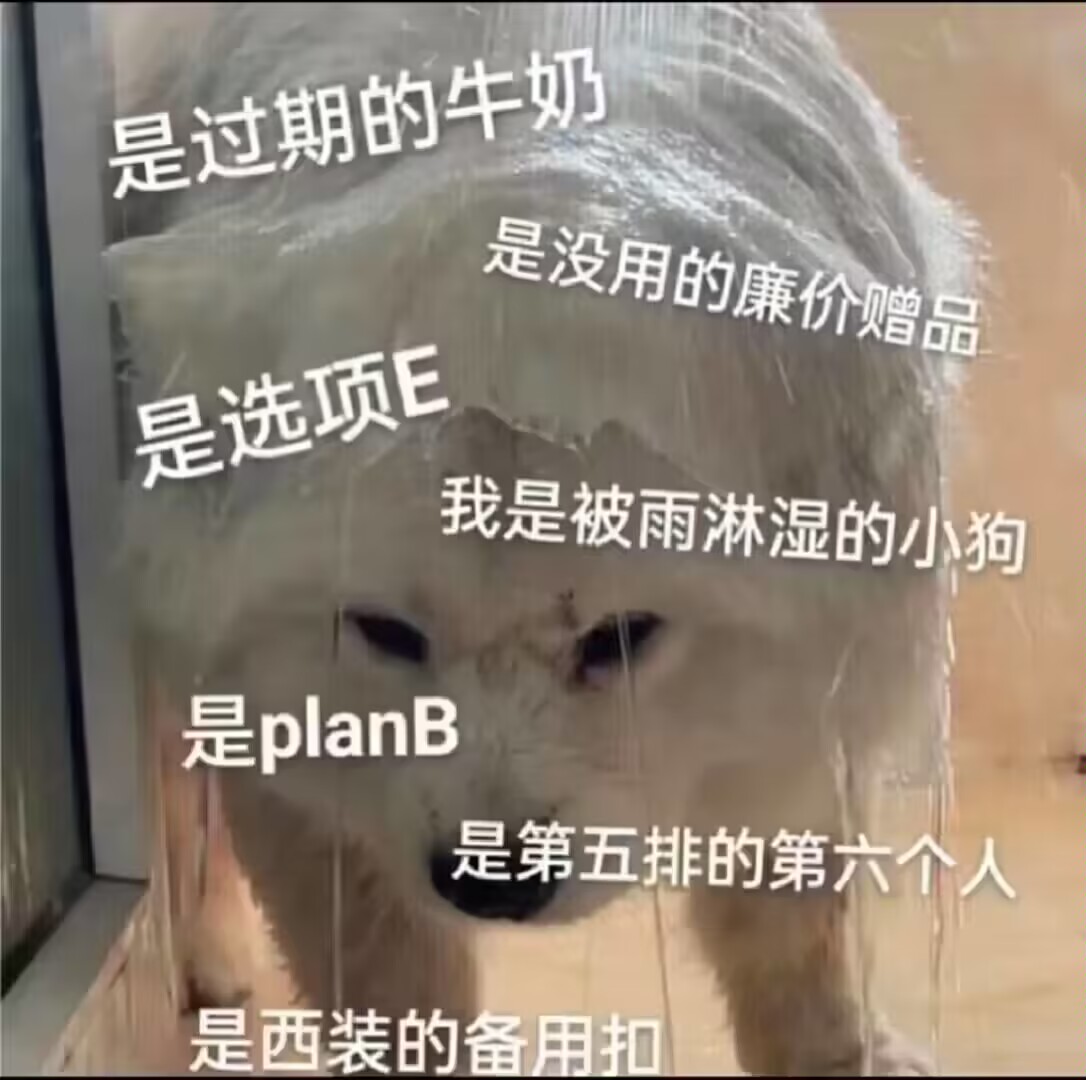 是过期的牛奶
是没用的廉价赠品
是选项E
我是被雨淋湿的小狗
是planB
是第五排的第六个人
是西装的备用扣